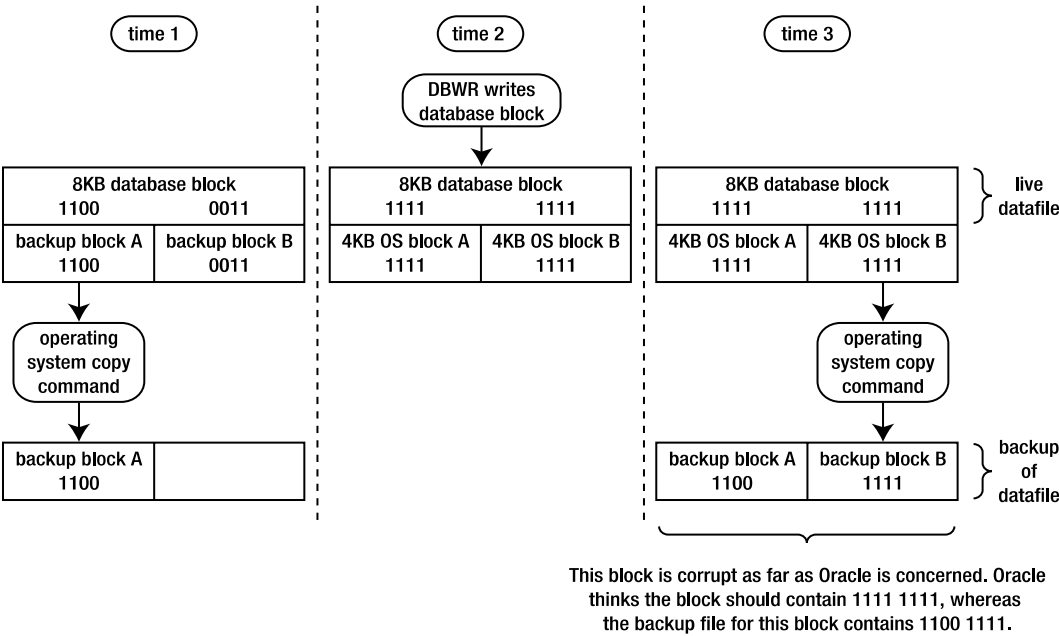 time 1
time 2
time 3
DBWR writes
database block
8KB database block
1100 0011
backup block A backup block B
1100 0011
8KB database block
1111 1111
4KB OS block A 4KB OS block B
1111 1111
8KB database block
1111 1111
4KB OS block A 4KB OS block B
1111 1111
live
datafile
operating
system copy
command
operating
system copy
command
backup block A
1100
backup block A backup block B
1100 1111
backup
of
datafile
This block is corrupt as far as Oracle is concerned. Oracle
thinks the block should contain 1111 1111, whereas
the backup file for this block contains 1100 1111.